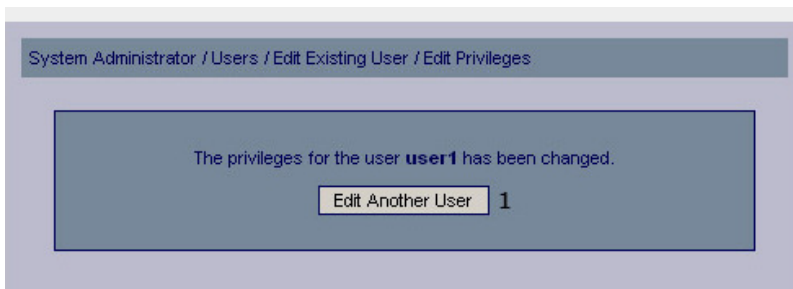 System Administrator / Users / Edit Existing User / Edit Privileges
The privileges for the user user1 has been changed.
Edit Another User 1